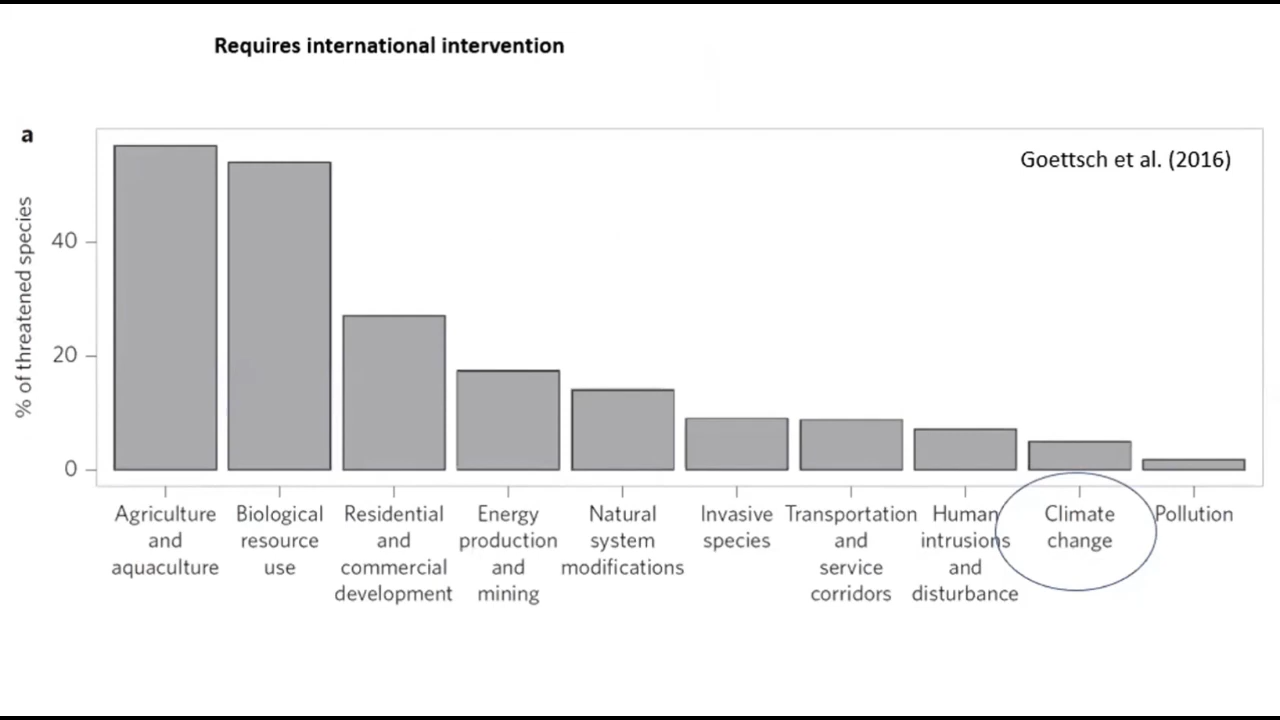 Requires international intervention
a
Goettsch et al. (2016)
% of threatened species
40
20
0
Agriculture
and
aquaculture
Biological
resource
use
Residential
and
commercial
development
Energy
production
and
mining
Natural
system
modifications
Invasive
species
Transportation
and
service
corridors
Human
intrusions
and
disturbance
Climate
change
Pollution